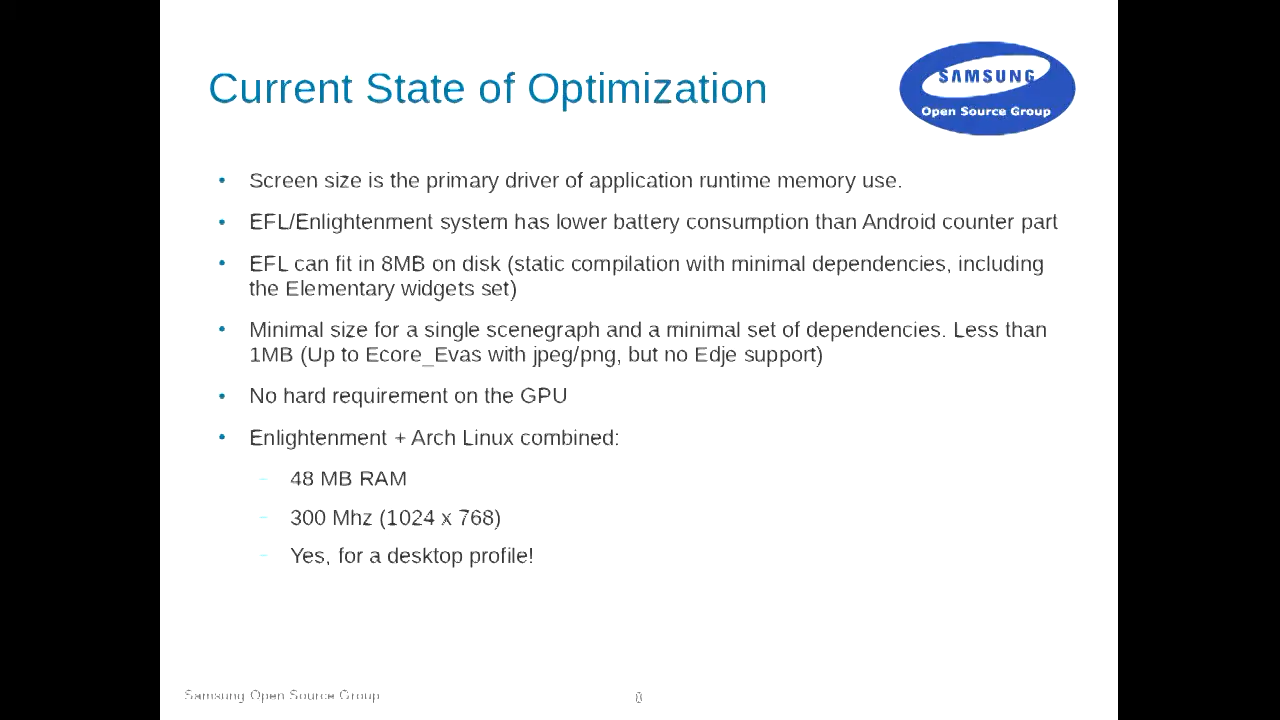 Current State of Optimization
SAMSUNG
Open Source Group
• Screen size is the primary driver of application runtime memory use.
• EFL/Enlightenment system has lower battery consumption than Android counter part
• EFL can fit in 8MB on disk (static compilation with minimal dependencies, including
the Elementary widgets set)
• Minimal size for a single scenegraph and a minimal set of dependencies. Less than
1MB (Up to Ecore_Evas with jpeg/png, but no Edje support)
• No hard requirement on the GPU
• Enlightenment + Arch Linux combined:
– 48 MB RAM
– 300 Mhz (1024 x 768)
– Yes, for a desktop profile!
Samsung Open Source Group